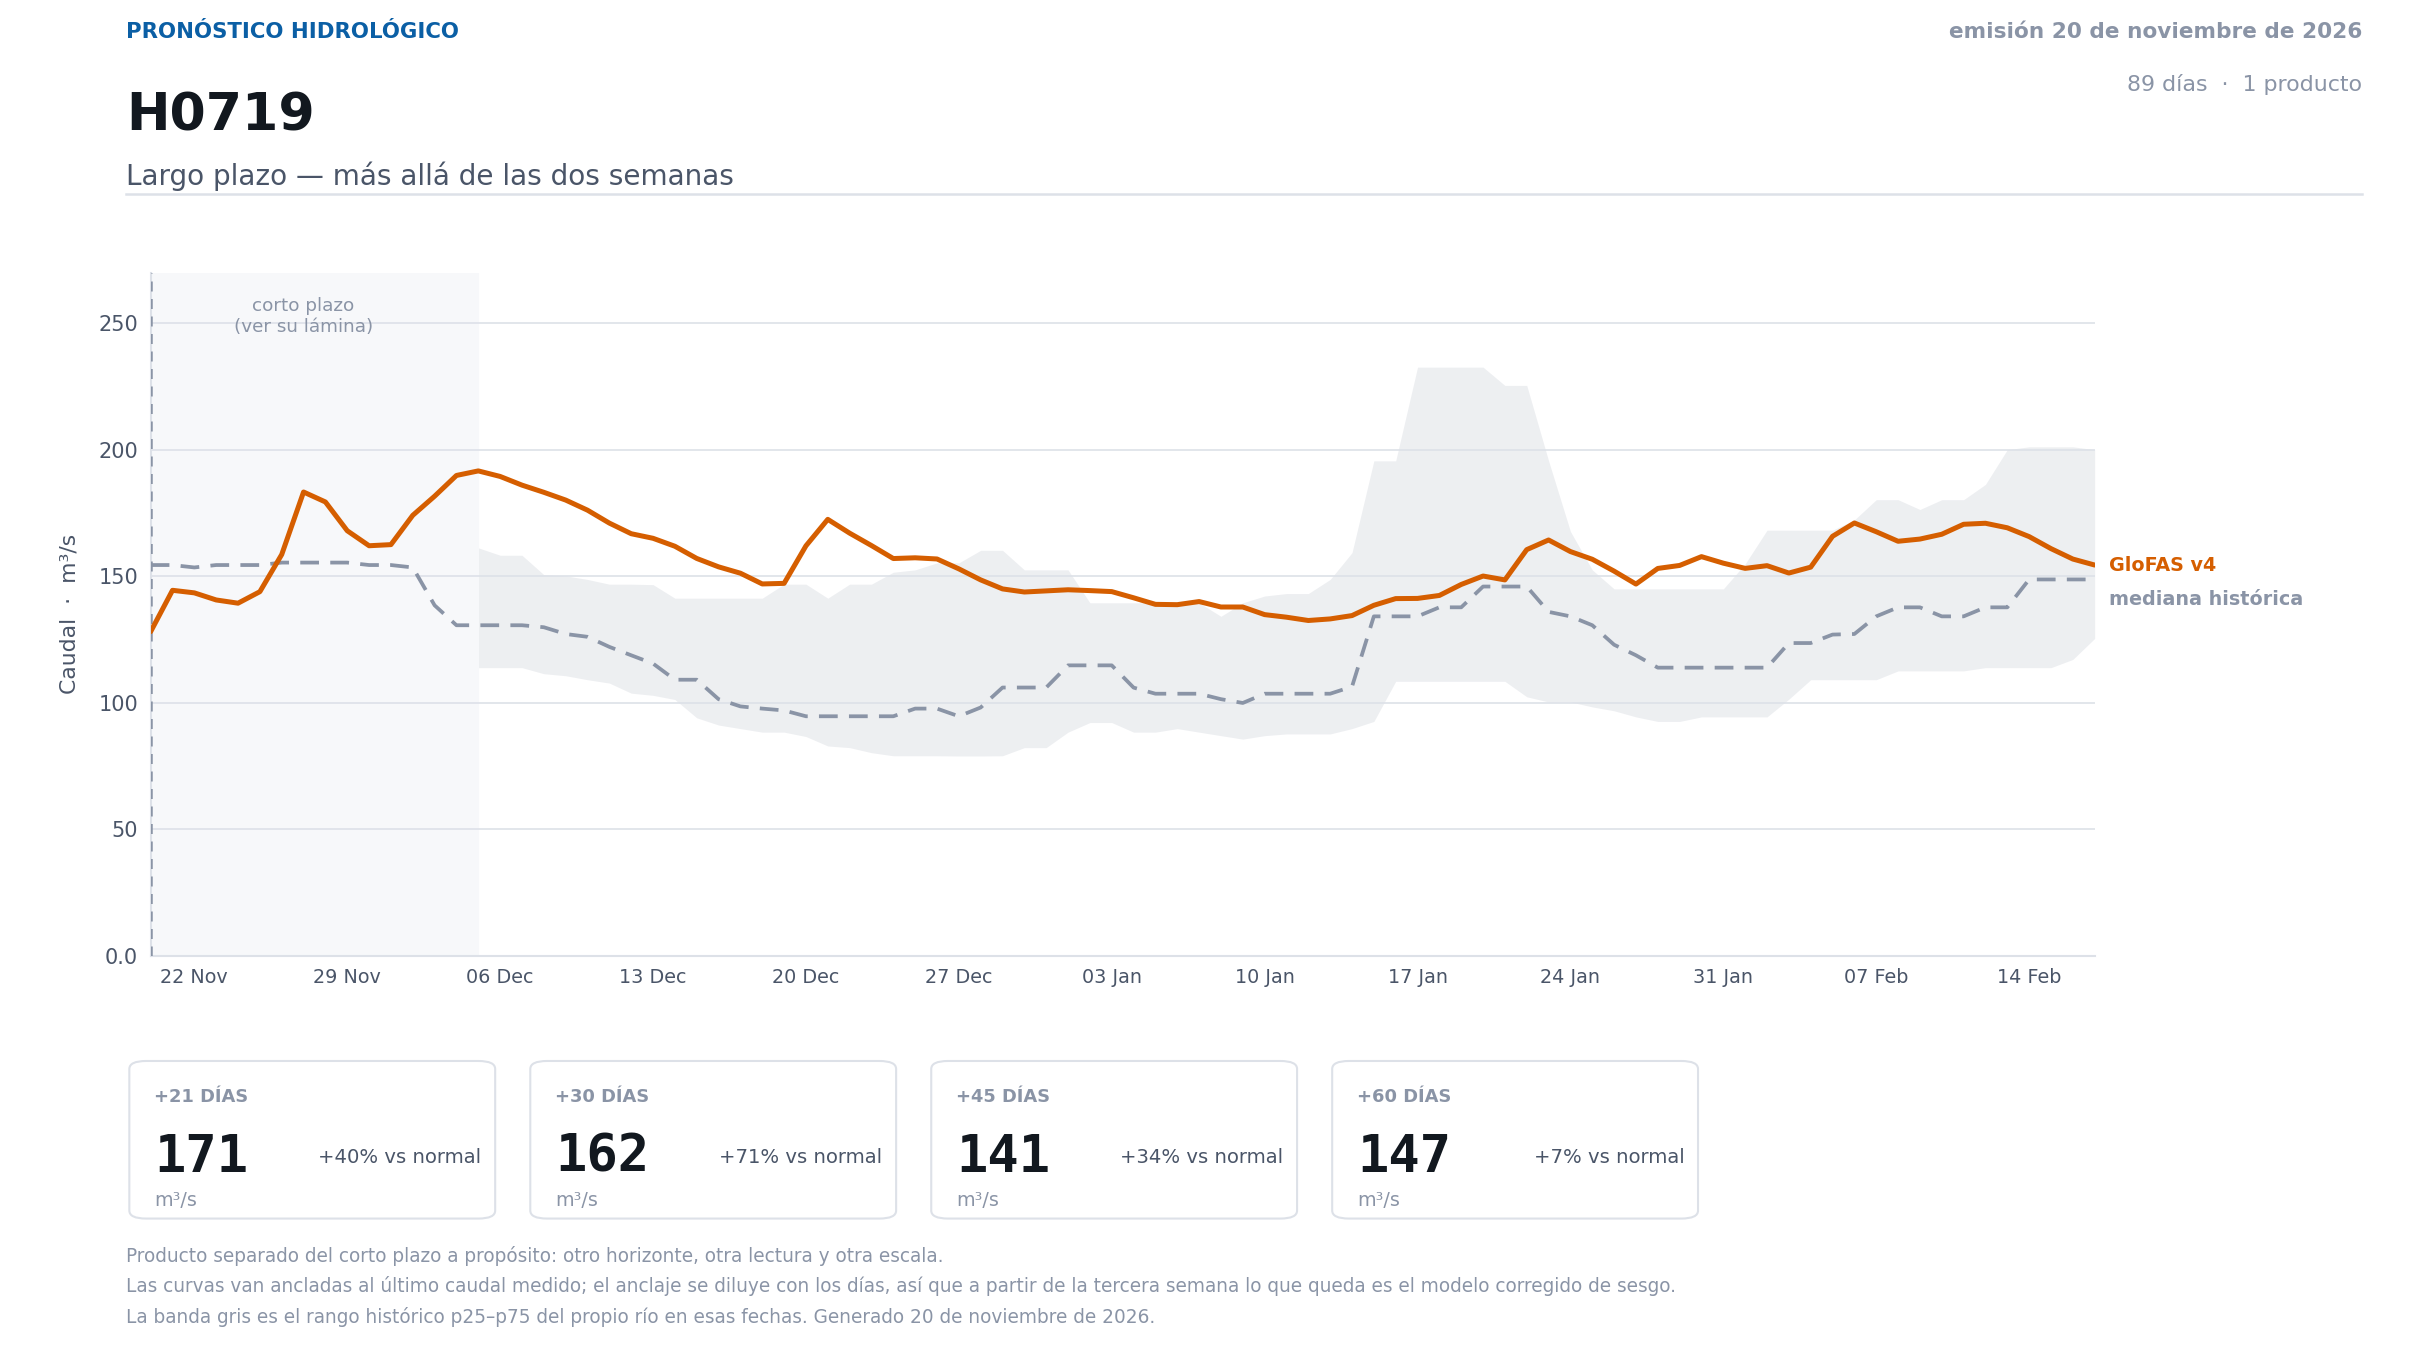 PRONÓSTICO HIDROLÓGICO
emisión 20 de noviembre de 2026
89 días · 1 producto
H0719
Largo plazo — más allá de las dos semanas
corto plazo
(ver su lámina)
Caudal · m³/s
250
200
150
100
50
0.0
22 Nov
29 Nov
06 Dec
13 Dec
20 Dec
27 Dec
03 Jan
10 Jan
17 Jan
24 Jan
31 Jan
07 Feb
14 Feb
GloFAS v4
mediana histórica
+21 DÍAS
171
+40% vs normal
m³/s
+30 DÍAS
162
+71% vs normal
m³/s
+45 DÍAS
141
+34% vs normal
m³/s
+60 DÍAS
147
+7% vs normal
m³/s
Producto separado del corto plazo a propósito: otro horizonte, otra lectura y otra escala.
Las curvas van ancladas al último caudal medido; el anclaje se diluye con los días, así que a partir de la tercera semana lo que queda es el modelo corregido de sesgo.
La banda gris es el rango histórico p25–p75 del propio río en esas fechas. Generado 20 de noviembre de 2026.